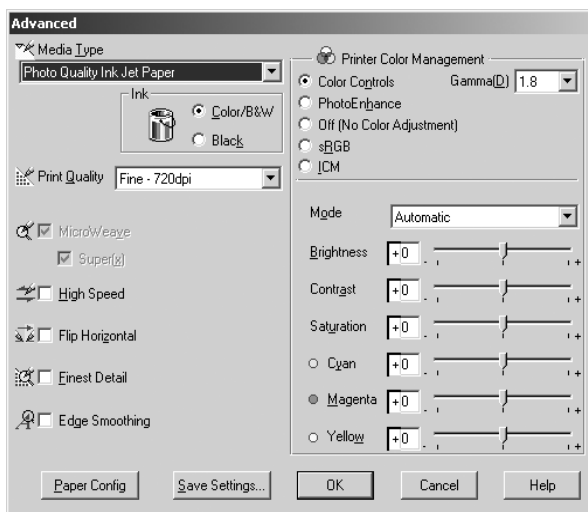 Advanced
Media Type
Photo Quality Ink Jet Paper
Ink
Color/B&W
Black
Print Quality
Fine - 720dpi
MicroWeave
Super(x)
High Speed
Flip Horizontal
Finest Detail
Edge Smoothing
Printer Color Management
Color Controls
Gamma(D)
1.8
PhotoEnhance
Off (No Color Adjustment)
sRGB
ICM
Mode
Automatic
Brightness +0 - +
Contrast +0 - +
Saturation +0 - +
Cyan +0 - +
Magenta +0 - +
Yellow +0 - +
Paper Config
Save Settings...
OK
Cancel
Help